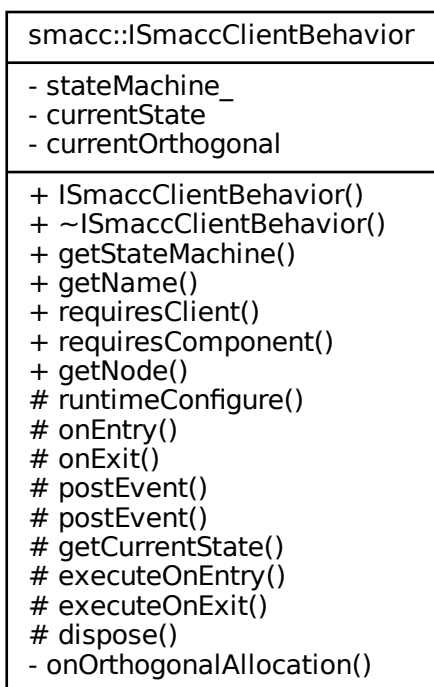 smacc::ISmaccClientBehavior
- stateMachine_
- currentState
- currentOrthogonal
+ ISmaccClientBehavior()
+ ~ISmaccClientBehavior()
+ getStateMachine()
+ getName()
+ requiresClient()
+ requiresComponent()
+ getNode()
# runtimeConfigure()
# onEntry()
# onExit()
# postEvent()
# postEvent()
# getCurrentState()
# executeOnEntry()
# executeOnExit()
# dispose()
- onOrthogonalAllocation()